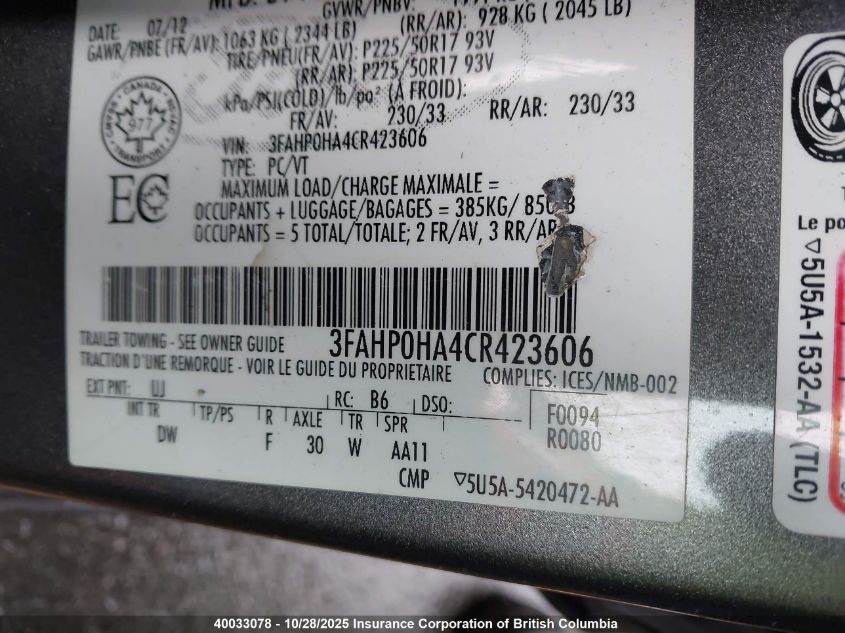 DATE: 07/12
GVWR/PNBV:
GAWR/PNBE (FR/AV): 1063 KG ( 2344 LB) (RR/AR): 928 KG ( 2045 LB)
TIRE/PNEU(FR/AV): P225/50R17 93V
(RR/AR): P225/50R17 93V
kPa/PSI(COLD)/lb/po² (À FROID):
FR/AV: 230/33 RR/AR: 230/33
VIN: 3FAHP0HA4CR423606
TYPE: PC/VT
MAXIMUM LOAD/CHARGE MAXIMALE =
OCCUPANTS + LUGGAGE/BAGAGES = 385KG/
OCCUPANTS = 5 TOTAL/TOTALE; 2 FR/AV, 3 RR/AR
CANADA
977
TRANSPORT
EC
3FAHP0HA4CR423606
TRAILER TOWING - SEE OWNER GUIDE
TRACTION D'UNE REMORQUE - VOIR LE GUIDE DU PROPRIETAIRE
COMPLIES: ICES/NMB-002
EXT PNT: UJ RC: B6 DSO: F0094
INT TR TP/PS R AXLE TR SPR R0080
DW F 30 W AA11
CMP ▽5U5A-5420472-AA
Le po
▽5U5A-1532-AA (TLC)
40033078 - 10/28/2025 Insurance Corporation of British Columbia